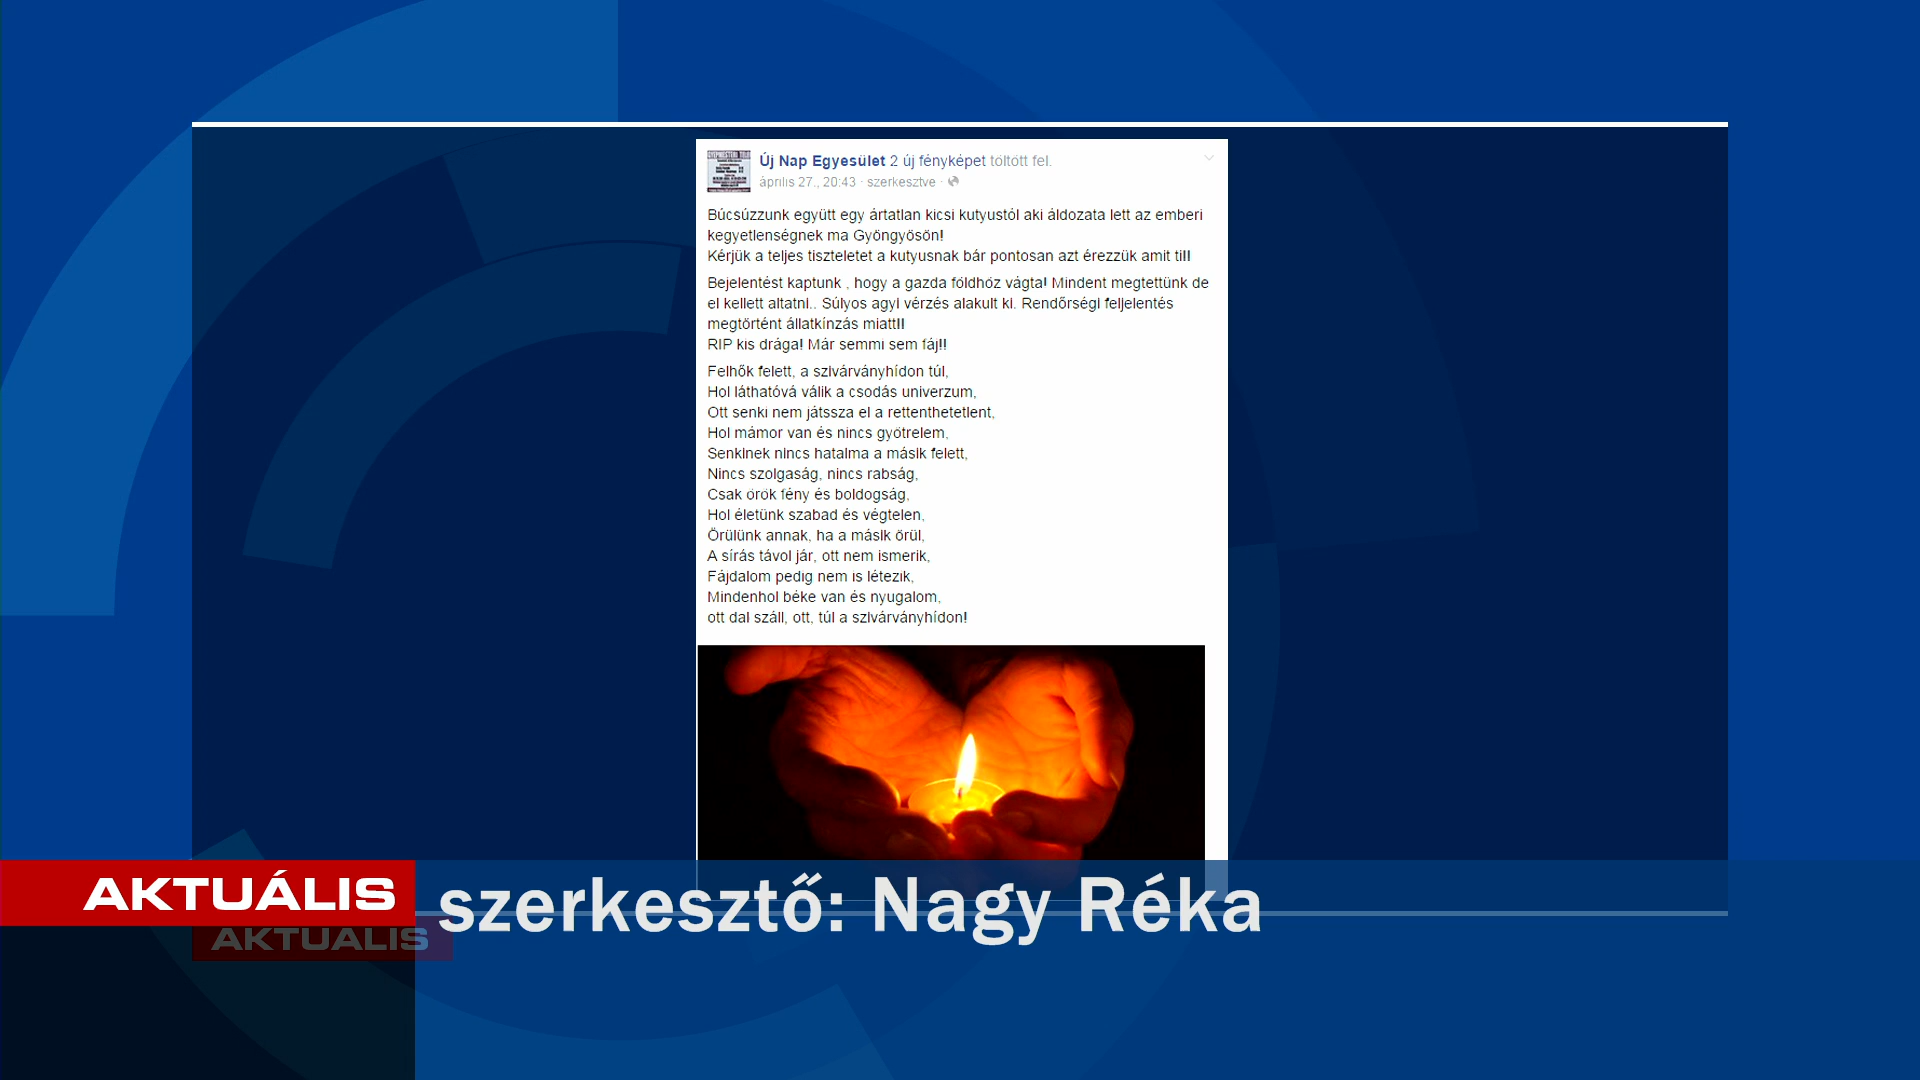 Új Nap Egyesület 2 új fényképet töltött fel.
április 27., 20:43 · szerkesztve ·
Búcsúzzunk együtt egy ártatlan kicsi kutyustól aki áldozata lett az emberi
kegyetlenségnek ma Gyöngyösön!
Kérjük a teljes tiszteletet a kutyusnak bár pontosan azt érezzük amit ti!!
Bejelentést kaptunk , hogy a gazda földhöz vágta! Mindent megtettünk de
el kellett altatni.. Súlyos agyi vérzés alakult ki. Rendőrségi feljelentés
megtörtént állatkínzás miatt!!
RIP kis drága! Már semmi sem fáj!!
Felhők felett, a szivárványhídon túl,
Hol láthatóvá válik a csodás univerzum,
Ott senki nem játssza el a rettenthetetlent,
Hol mámor van és nincs gyötrelem,
Senkinek nincs hatalma a másik felett,
Nincs szolgaság, nincs rabság,
Csak örök fény és boldogság,
Hol életünk szabad és végtelen,
Örülünk annak, ha a másik örül,
A sírás távol jár, ott nem ismerik,
Fájdalom pedig nem is létezik,
Mindenhol béke van és nyugalom,
ott dal száll, ott, túl a szivárványhídon!
AKTUÁLIS
szerkesztő: Nagy Réka
AKTUÁLIS